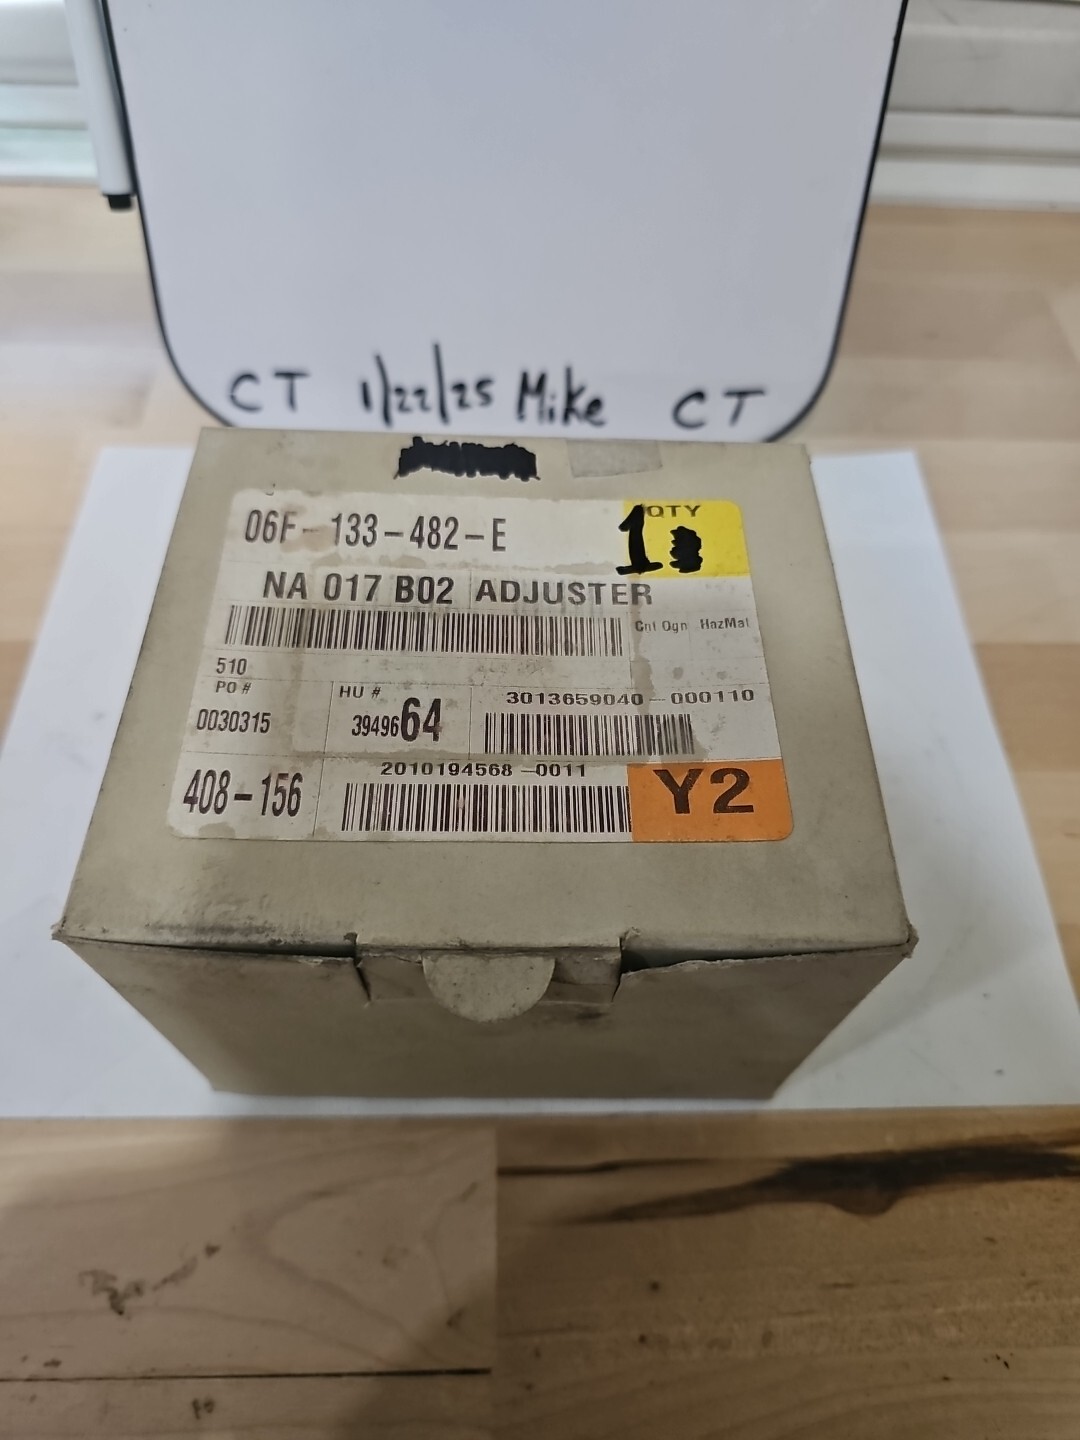 CT 1/22/25 Mike CT
06F-133-482-E
QTY
1
NA 017 B02 ADJUSTER
Cnt Ogn HazMat
510
PO #
HU #
3013659040-000110
0030315
3949664
2010194568-0011
408-156
Y2